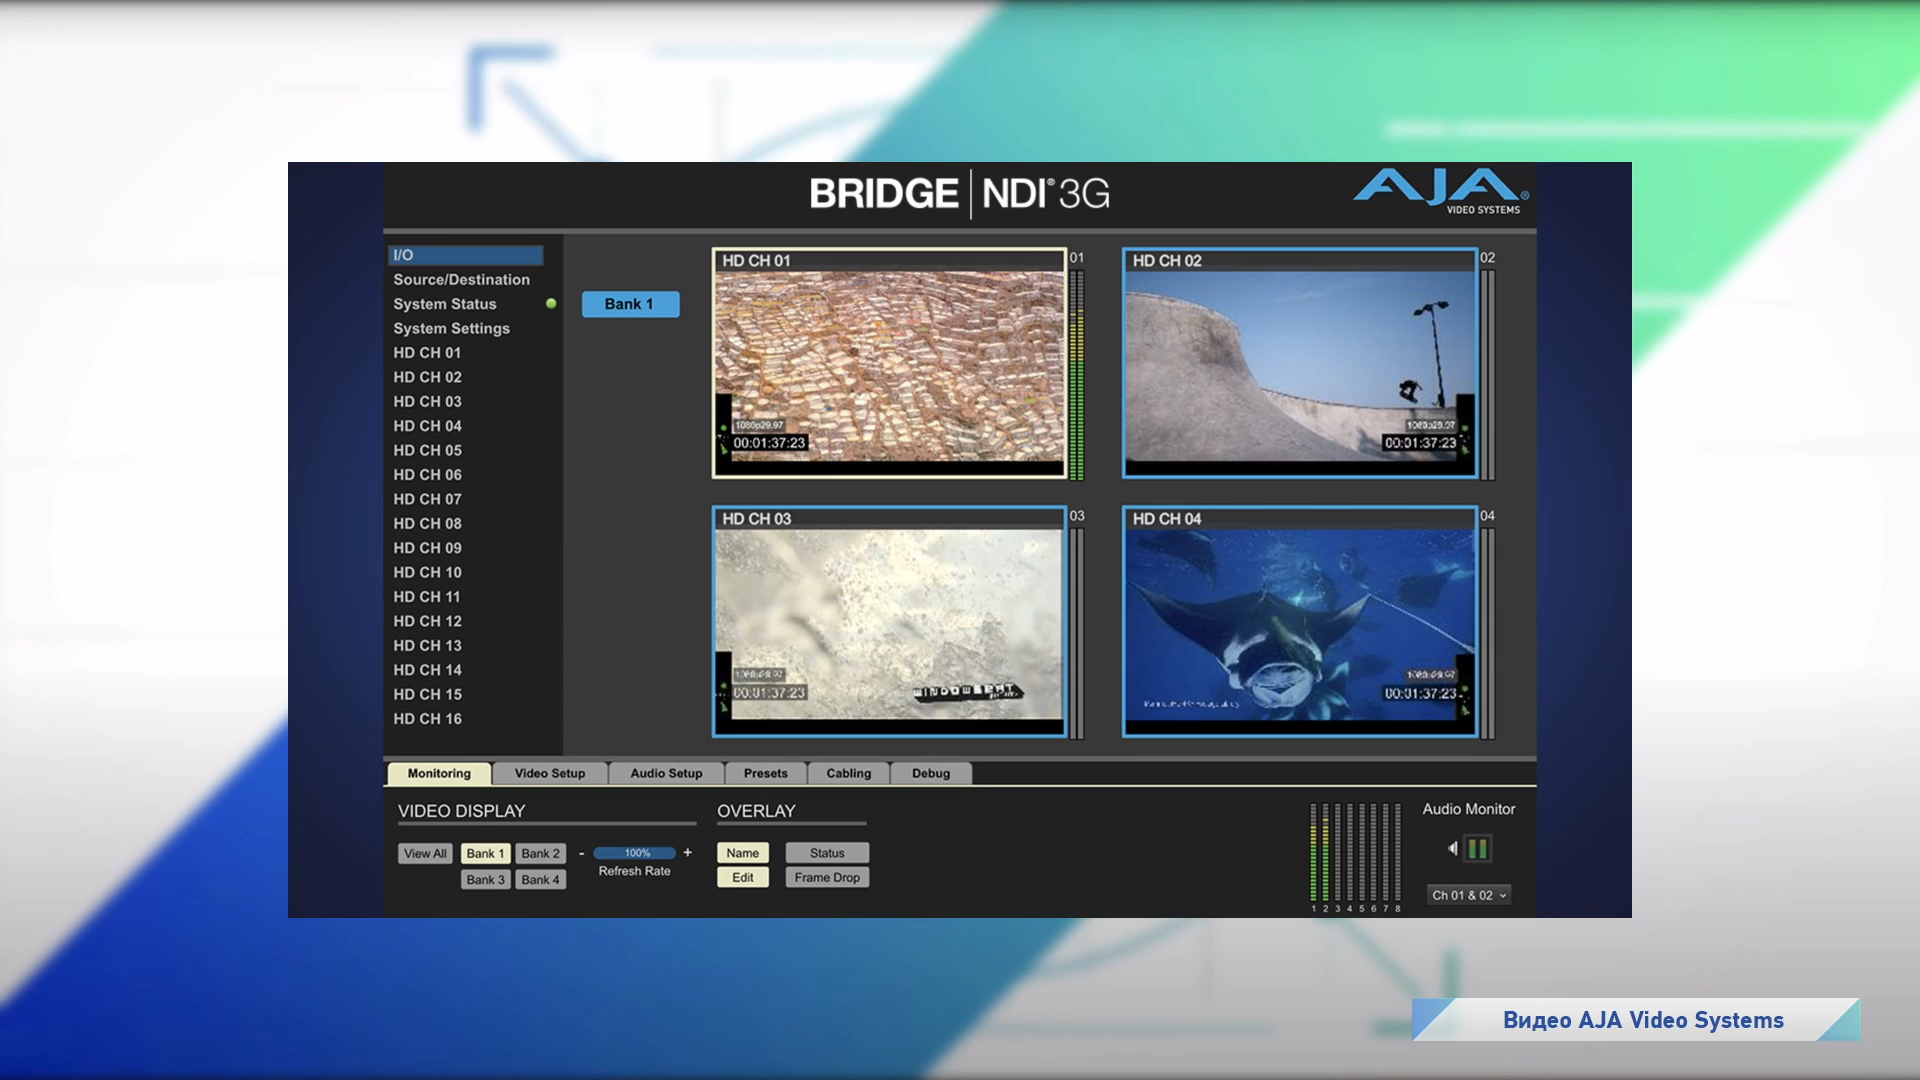 BRIDGE | NDI® 3G
AJA®
VIDEO SYSTEMS
I/O
Source/Destination
System Status
System Settings
HD CH 01
HD CH 02
HD CH 03
HD CH 04
HD CH 05
HD CH 06
HD CH 07
HD CH 08
HD CH 09
HD CH 10
HD CH 11
HD CH 12
HD CH 13
HD CH 14
HD CH 15
HD CH 16
Bank 1
HD CH 01
01
1080p29.97
00:01:37:23
HD CH 02
02
1080p29.97
00:01:37:23
HD CH 03
03
00:01:37:23
WINDOWSEAT
HD CH 04
04
00:01:37:23
Monitoring
Video Setup
Audio Setup
Presets
Cabling
Debug
VIDEO DISPLAY
View All
Bank 1
Bank 2
Bank 3
Bank 4
- 100% +
Refresh Rate
OVERLAY
Name
Status
Edit
Frame Drop
1 2 3 4 5 6 7 8
Audio Monitor
Ch 01 & 02
Видео AJA Video Systems